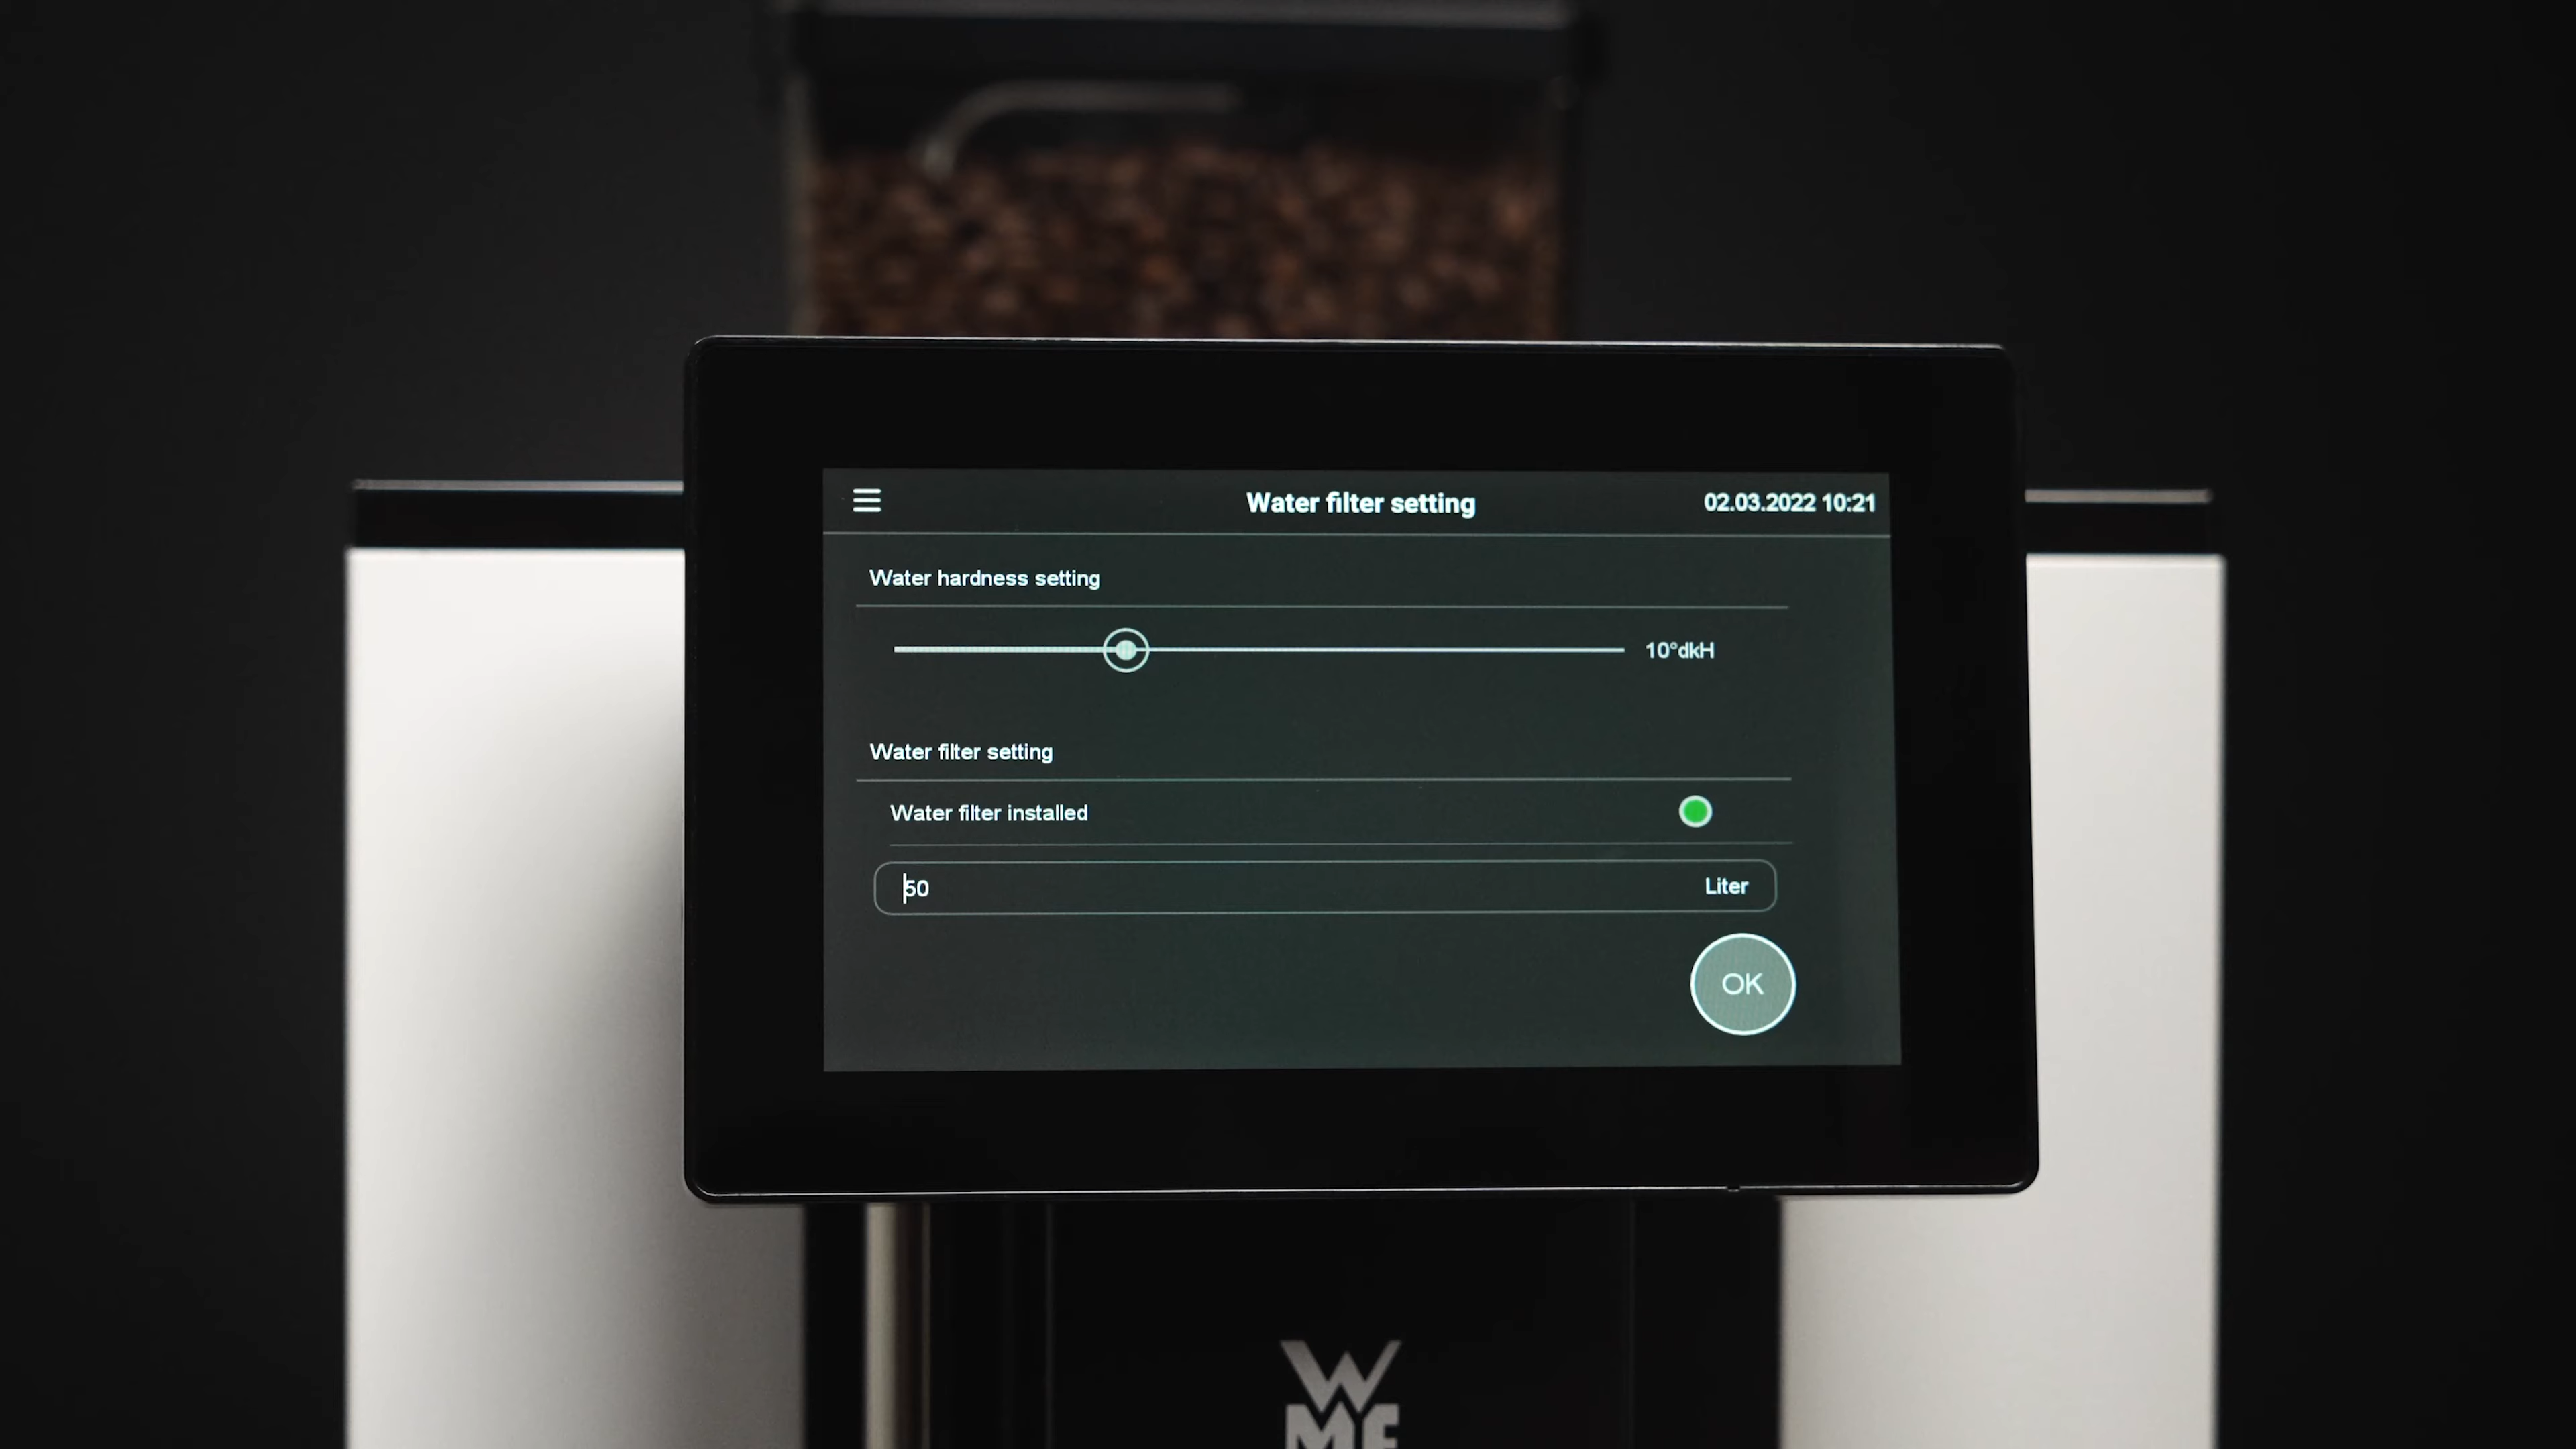 Water filter setting
02.03.2022 10:21
Water hardness setting
10°dkH
Water filter setting
Water filter installed
50
Liter
OK
WMF